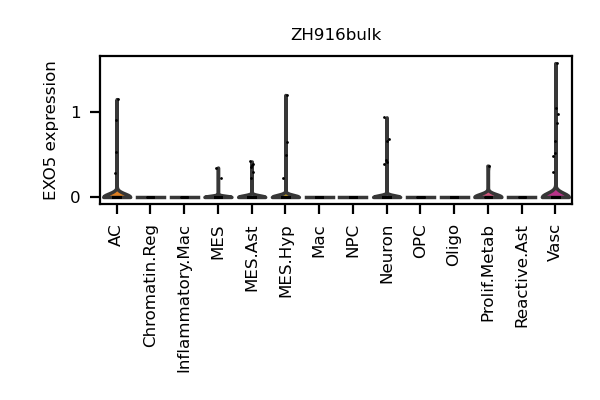 ZH916bulk
EXO5 expression
1
0
AC
Chromatin.Reg
Inflammatory.Mac
MES
MES.Ast
MES.Hyp
Mac
NPC
Neuron
OPC
Oligo
Prolif.Metab
Reactive.Ast
Vasc